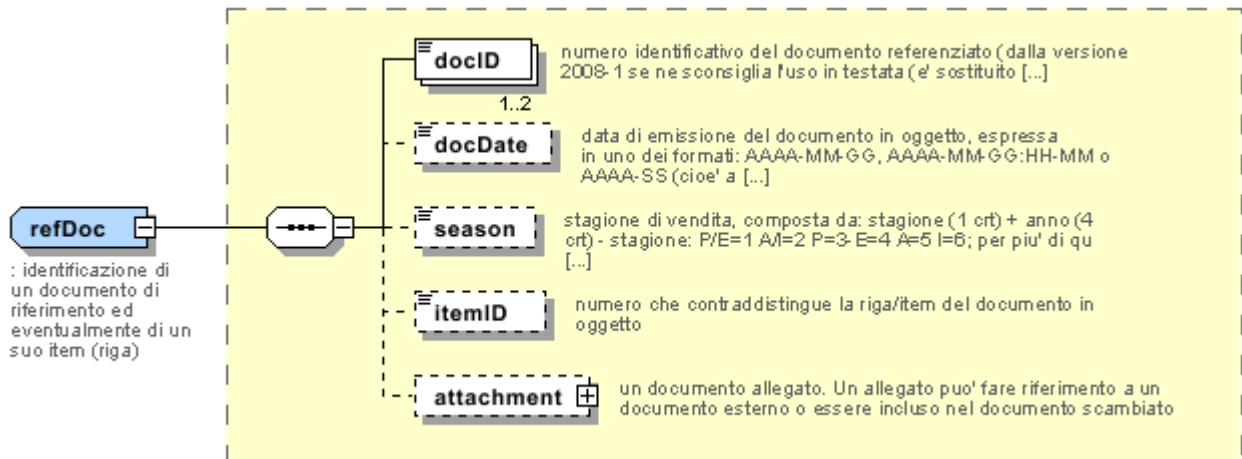 docID
1..2
numero identificativo del documento referenziato (dalla versione
2008-1 se ne sconsiglia l'uso in testata (e' sostituito [...]
docDate
data di emissione del documento in oggetto, espressa
in uno dei formati: AAAA-MM-GG, AAAA-MM-GG:HH-MM o
AAAA-SS (cioe' a [...]
refDoc
: identificazione di
un documento di
riferimento ed
eventualmente di un
suo item (riga)
season
stagione di vendita, composta da: stagione (1 crt) + anno (4
crt) - stagione: P/E=1 A/I=2 P=3- E=4 A=5 I=6; per piu' di qu
[...]
itemID
numero che contraddistingue la riga/item del documento in
oggetto
attachment
un documento allegato. Un allegato puo' fare riferimento a un
documento esterno o essere incluso nel documento scambiato